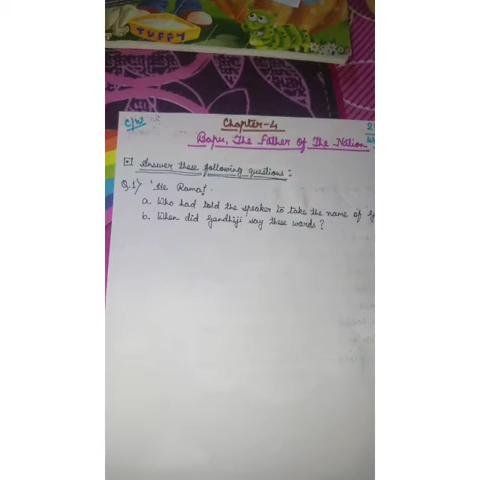 TUFFY
C/W
Chapter-4
Bapu, The Father Of The Nation
Answer these following questions:
Q.1) 'He Rama!'
a. Who had told the speaker to take the name of
b. When did Gandhiji say these words?